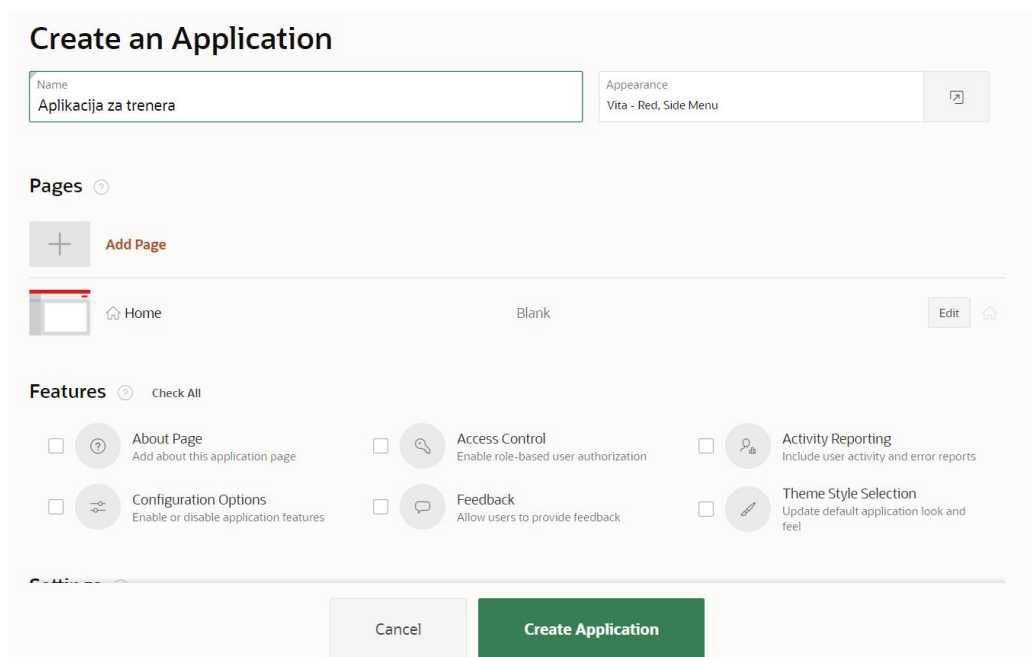 Create an Application
Name
Aplikacija za trenera
Appearance
Vita - Red, Side Menu
Pages
Add Page
Home
Blank
Edit
Features
Check All
About Page
Add about this application page
Access Control
Enable role-based user authorization
Activity Reporting
Include user activity and error reports
Configuration Options
Enable or disable application features
Feedback
Allow users to provide feedback
Theme Style Selection
Update default application look and
feel
Settings
Cancel
Create Application